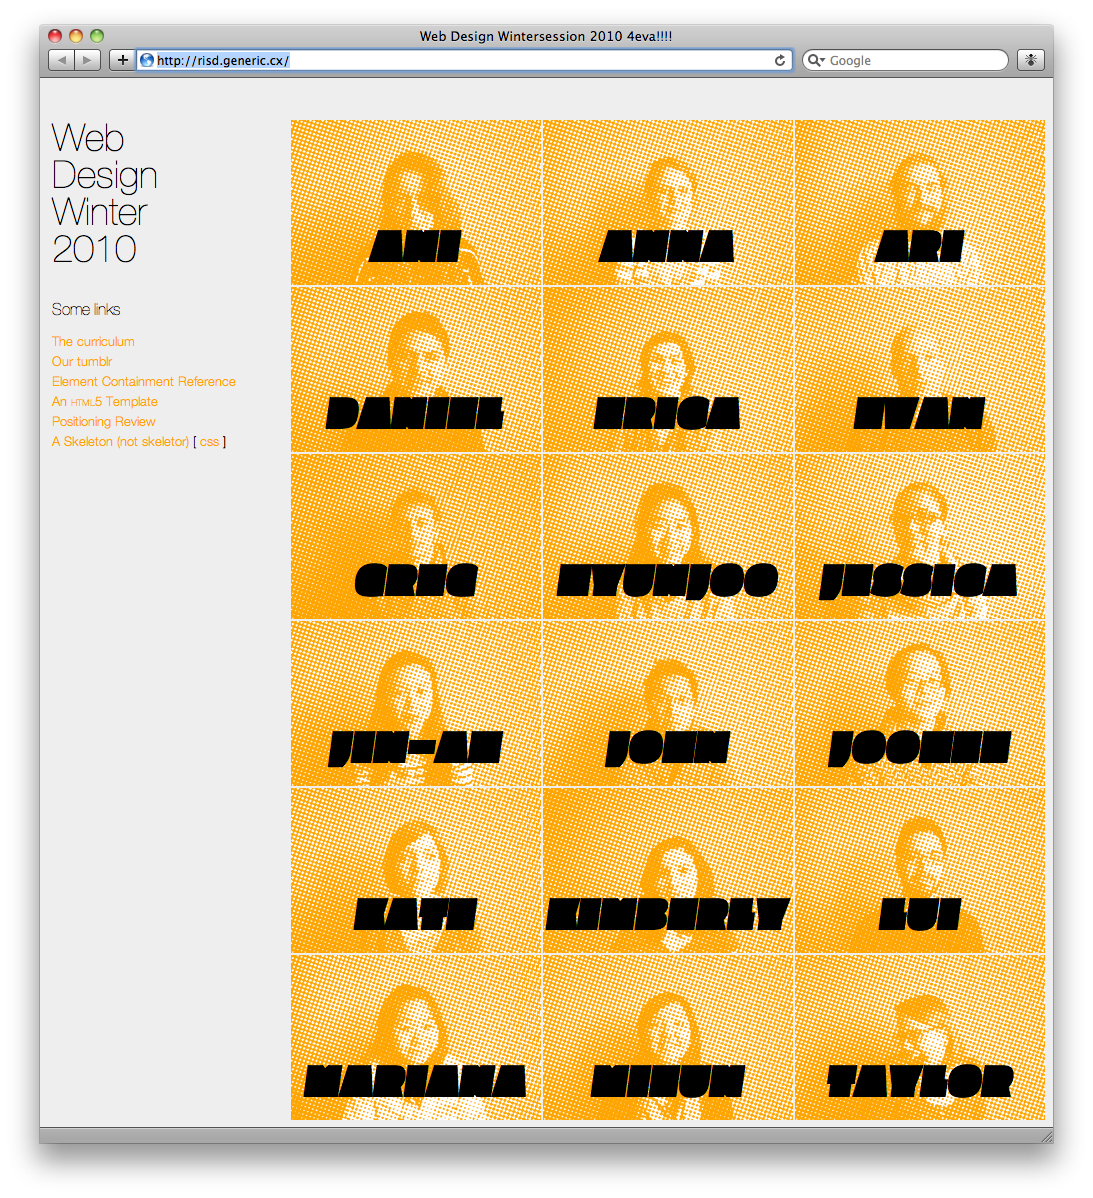 Web Design Wintersession 2010 4eva!!!!
http://risd.generic.cx/
Google
Web
Design
Winter
2010
Some links
The curriculum
Our tumblr
Element Containment Reference
An HTML5 Template
Positioning Review
A Skeleton (not skeletor) [ css ]
ANI
ANNA
ARI
DANIEL
ERICA
EVAN
GREG
HYUNJOO
JESSICA
JIN-AH
JOHN
JOOHEE
KATE
KIMBERLY
LUI
MARIANA
MIHUN
TAYLOR